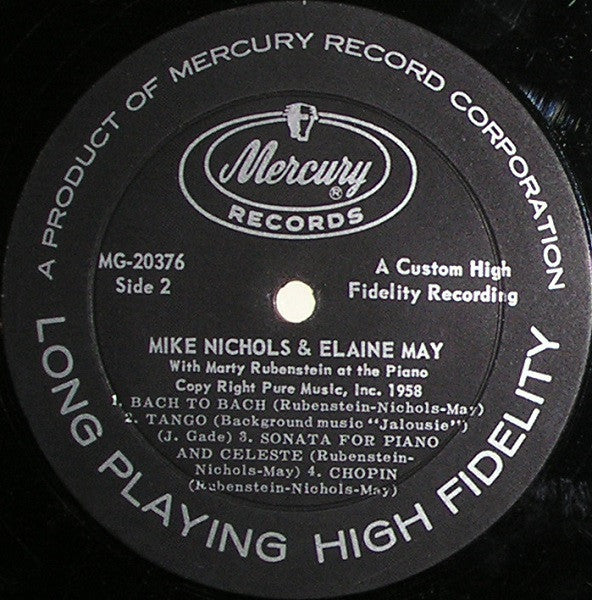 A PRODUCT OF MERCURY RECORD CORPORATION
Mercury ®
RECORDS
MG-20376
Side 2
A Custom High
Fidelity Recording
MIKE NICHOLS & ELAINE MAY
With Marty Rubenstein at the Piano
Copy Right Pure Music, Inc. 1958
1. BACH TO BACH (Rubenstein-Nichols-May)
2. TANGO (Background music "Jalousie")
(J. Gade) 3. SONATA FOR PIANO
AND CELESTE (Rubenstein-
Nichols-May) 4. CHOPIN
(Rubenstein-Nichols-May)
LONG PLAYING HIGH FIDELITY